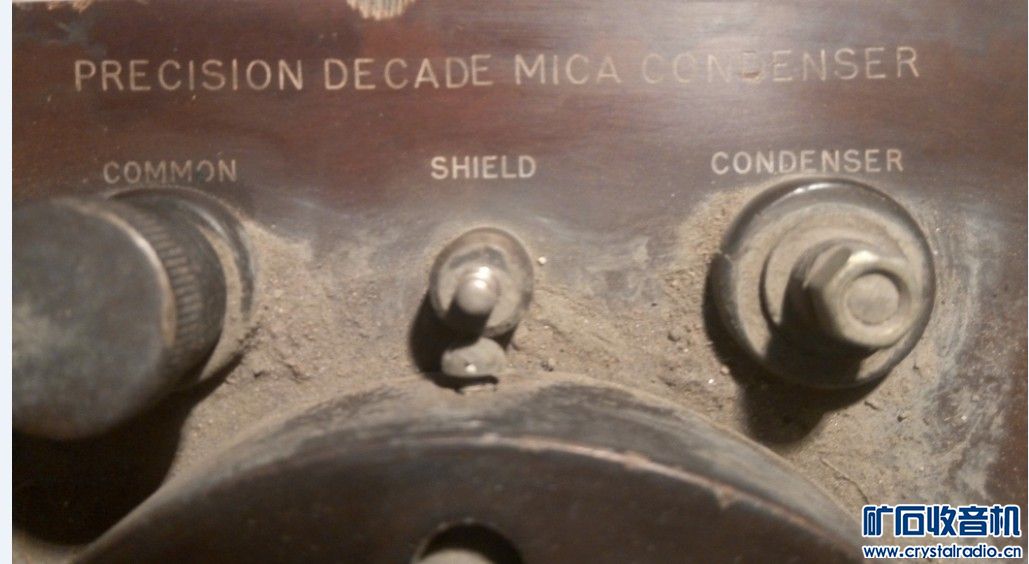 PRECISION DECADE MICA CONDENSER
COMMON SHIELD CONDENSER
矿石收音机
www.crystalradio.cn